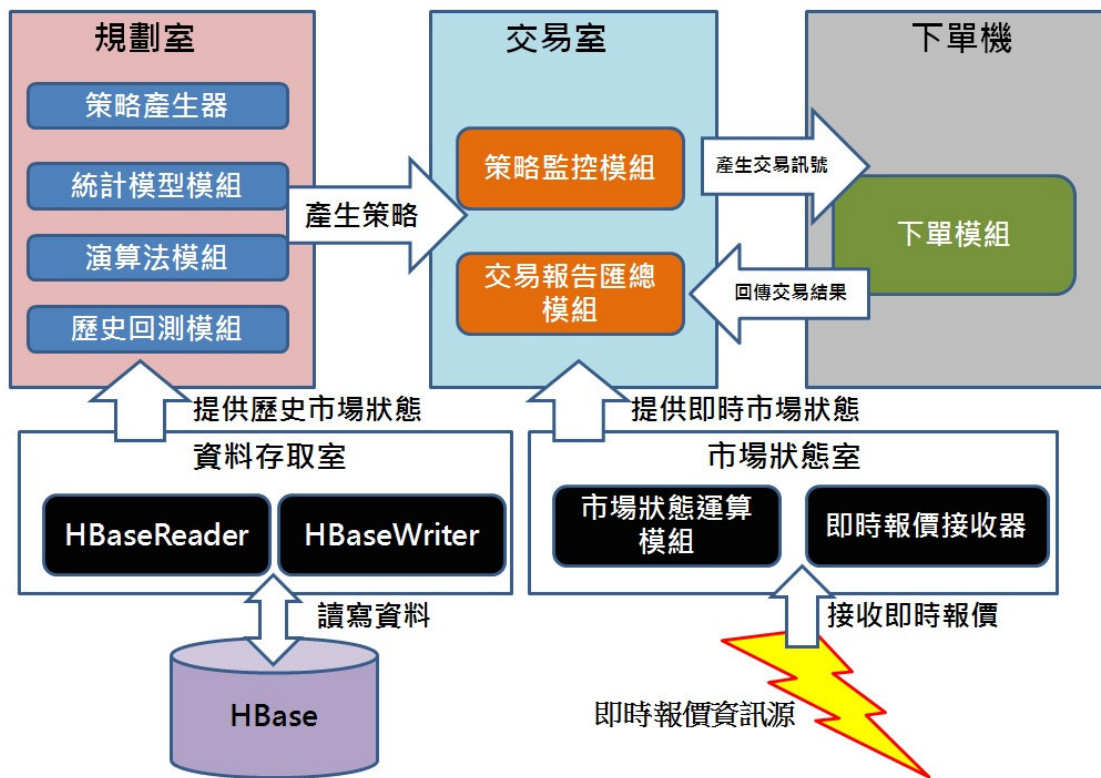 規劃室
策略產生器
統計模型模組
演算法模組
歷史回測模組
產生策略
交易室
策略監控模組
交易報告匯總
模組
產生交易訊號
回傳交易結果
下單機
下單模組
提供歷史市場狀態
提供即時市場狀態
資料存取室
HBaseReader
HBaseWriter
市場狀態室
市場狀態運算
模組
即時報價接收器
讀寫資料
接收即時報價
HBase
即時報價資訊源